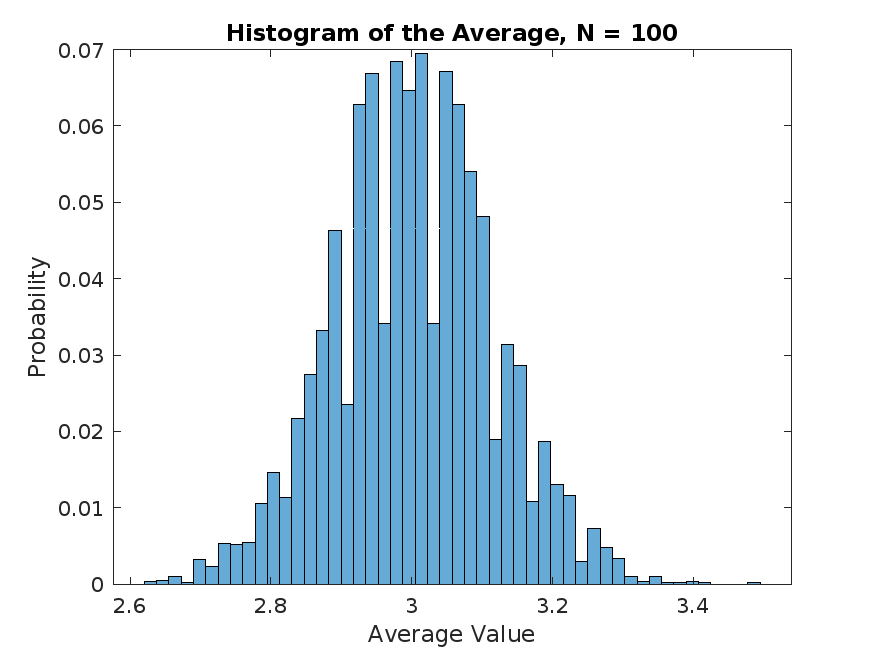 Histogram of the Average, N = 100
0.07
0.06
0.05
0.04
0.03
0.02
0.01
0
Probability
2.6 2.8 3 3.2 3.4
Average Value